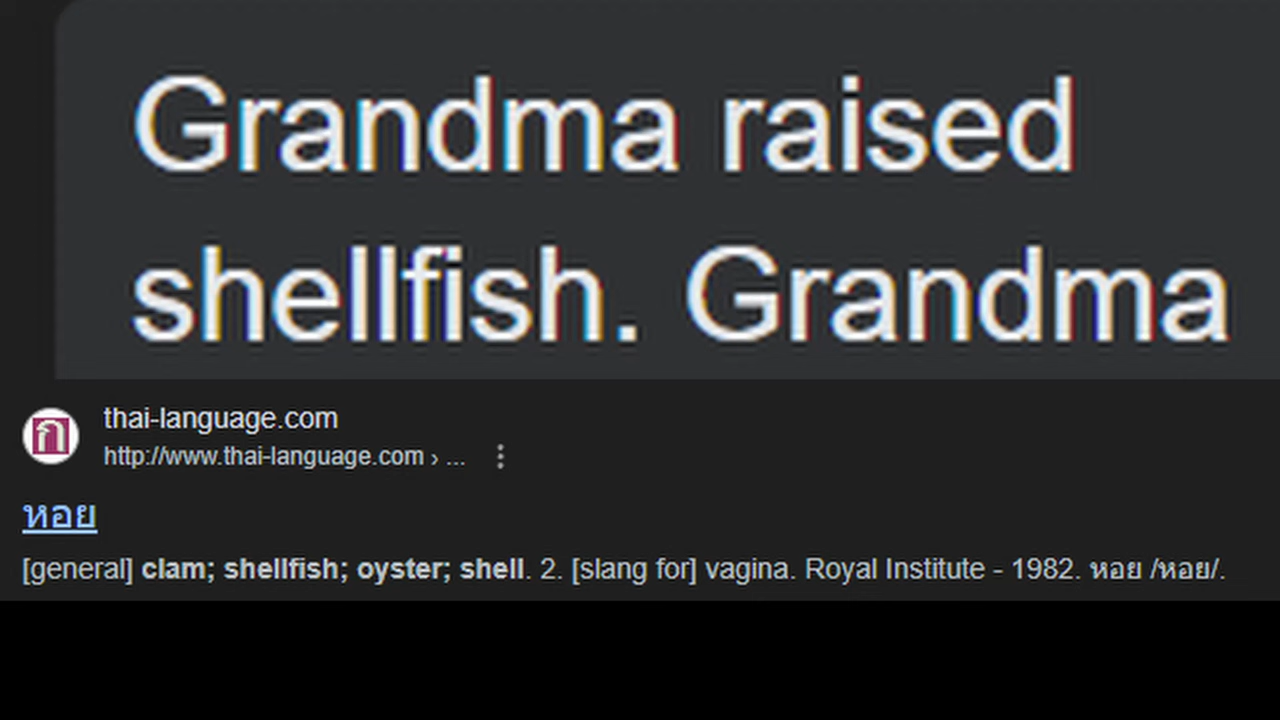 Grandma raised
shellfish. Grandma
thai-language.com
http://www.thai-language.com › ...
หอย
[general] clam; shellfish; oyster; shell. 2. [slang for] vagina. Royal Institute - 1982. หอย /หอย/.